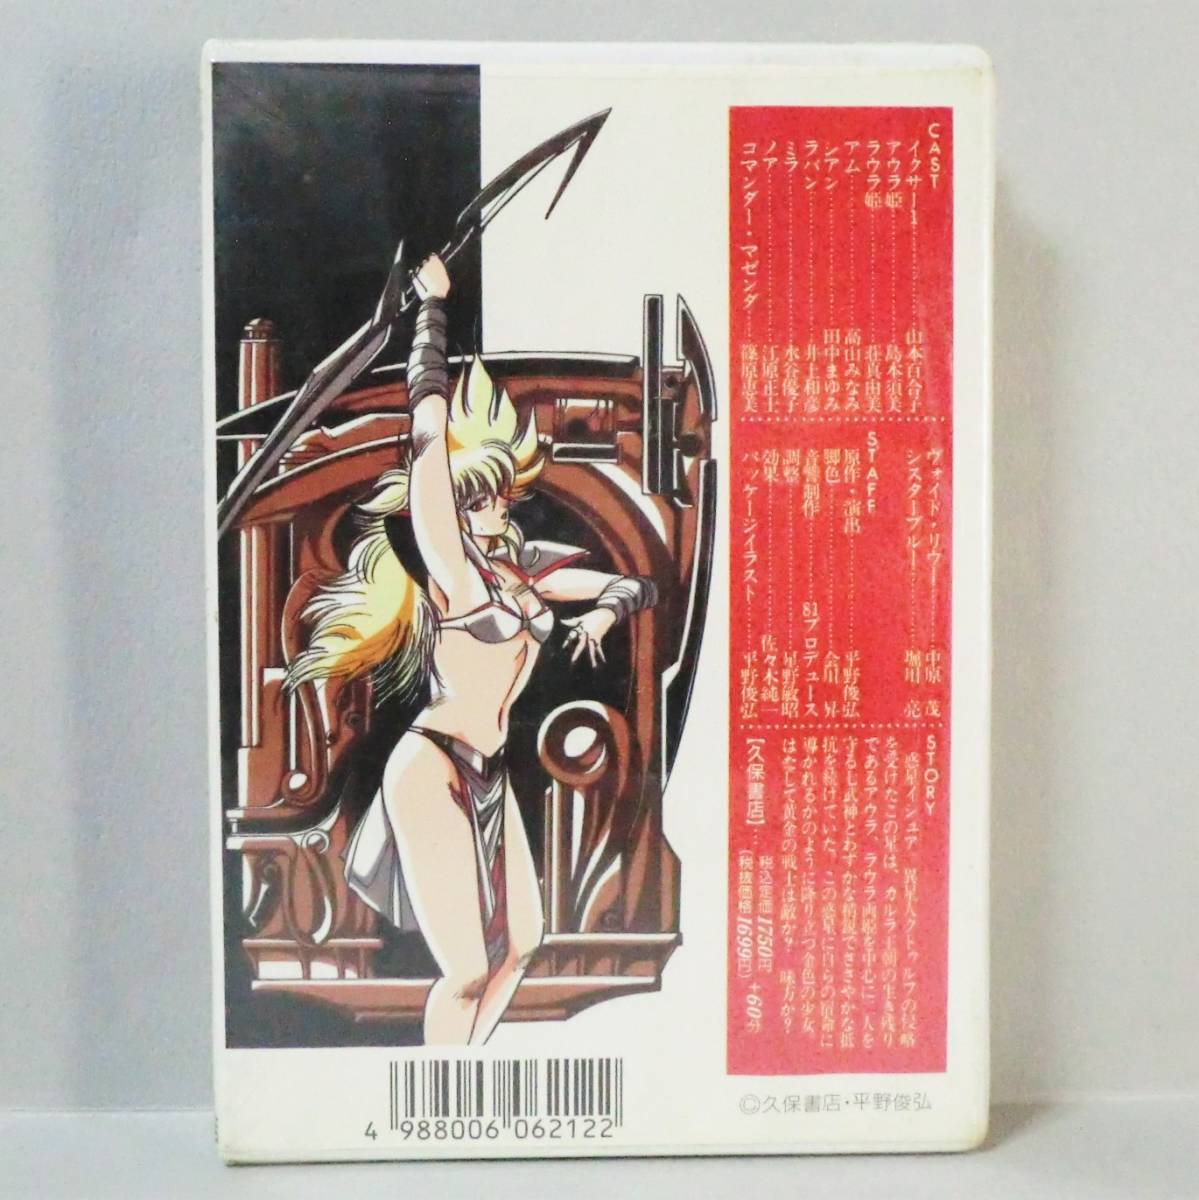 CAST
イクサー1……………山本百合子
アウラ姫……………島本須美
ラウラ姫……………荘真由美
アム……………高山みなみ
シアン……………田中まゆみ
ラバン……………井上和彦
ミラ……………水谷優子
ノア……………江原正士
コマンダー・マゼンダ……篠原恵美
ヴォイド・リヴー……………中原 茂
シスターブルー……………堀川 亮
STAFF
原作・演出……………平野俊弘
脚色……………会川 昇
音響制作……81プロデュース
調整……………星野敏昭
効果……………佐々木純一
パッケージイラスト……平野俊弘
STORY
惑星インシュア 異星人クトゥルフの侵略
を受けたこの星は、カルラ王朝の生き残り
であるアウラ、ラウラ両姫を中心に、人を
守るし武神とわずかな精鋭でささやかな抵
抗を続けていた。この惑星に自らの宿命に
導かれるかのように降り立つ金色の少女。
はたして黄金の戦士は敵か? 味方か?
【久保書店】… 税込定価1750円
(税抜価格1699円) +60分
©久保書店・平野俊弘
4 988006 062122